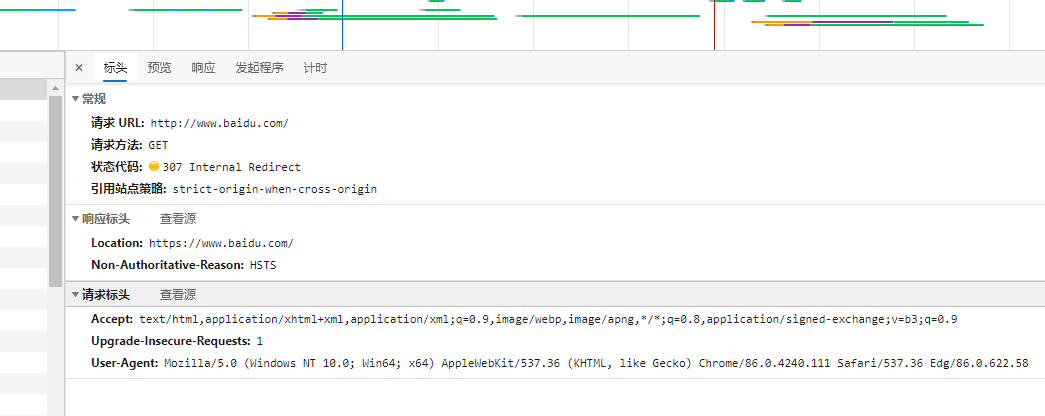 × 标头 预览 响应 发起程序 计时
▼常规
请求 URL: http://www.baidu.com/
请求方法: GET
状态代码: 307 Internal Redirect
引用站点策略: strict-origin-when-cross-origin
▼响应标头 查看源
Location: https://www.baidu.com/
Non-Authoritative-Reason: HSTS
▼请求标头 查看源
Accept: text/html,application/xhtml+xml,application/xml;q=0.9,image/webp,image/apng,*/*;q=0.8,application/signed-exchange;v=b3;q=0.9
Upgrade-Insecure-Requests: 1
User-Agent: Mozilla/5.0 (Windows NT 10.0; Win64; x64) AppleWebKit/537.36 (KHTML, like Gecko) Chrome/86.0.4240.111 Safari/537.36 Edg/86.0.622.58